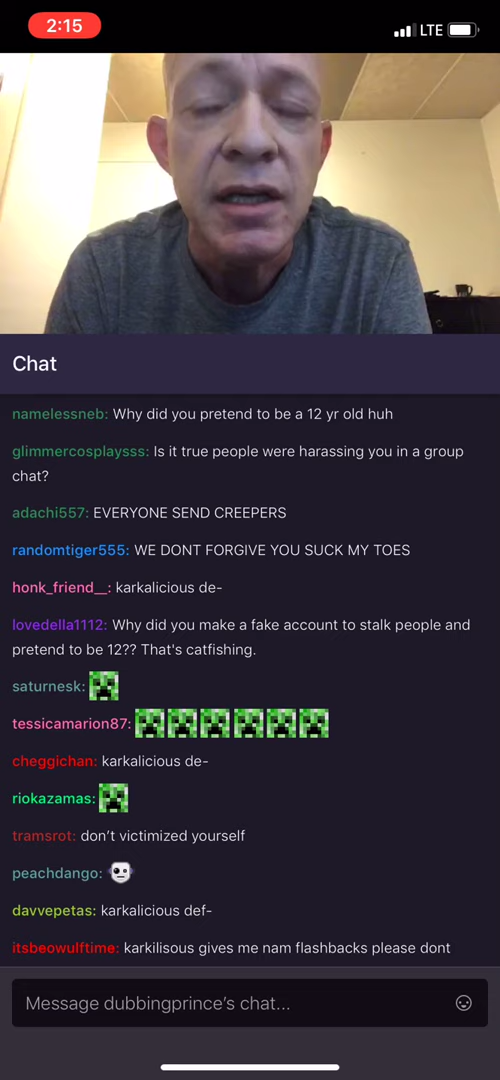 2:15
LTE
Chat
namelessneb: Why did you pretend to be a 12 yr old huh
glimmercosplaysss: Is it true people were harassing you in a group
chat?
adachi557: EVERYONE SEND CREEPERS
randomtiger555: WE DONT FORGIVE YOU SUCK MY TOES
honk_friend__: karkalicious de-
lovedella1112: Why did you make a fake account to stalk people and
pretend to be 12?? That's catfishing.
saturnesk:
tessicamarion87:
cheggichan: karkalicious de-
riokazamas:
tramsrot: don’t victimized yourself
peachdango:
davvepetas: karkalicious def-
itsbeowulftime: karkilisous gives me nam flashbacks please dont
Message dubbingprince’s chat...